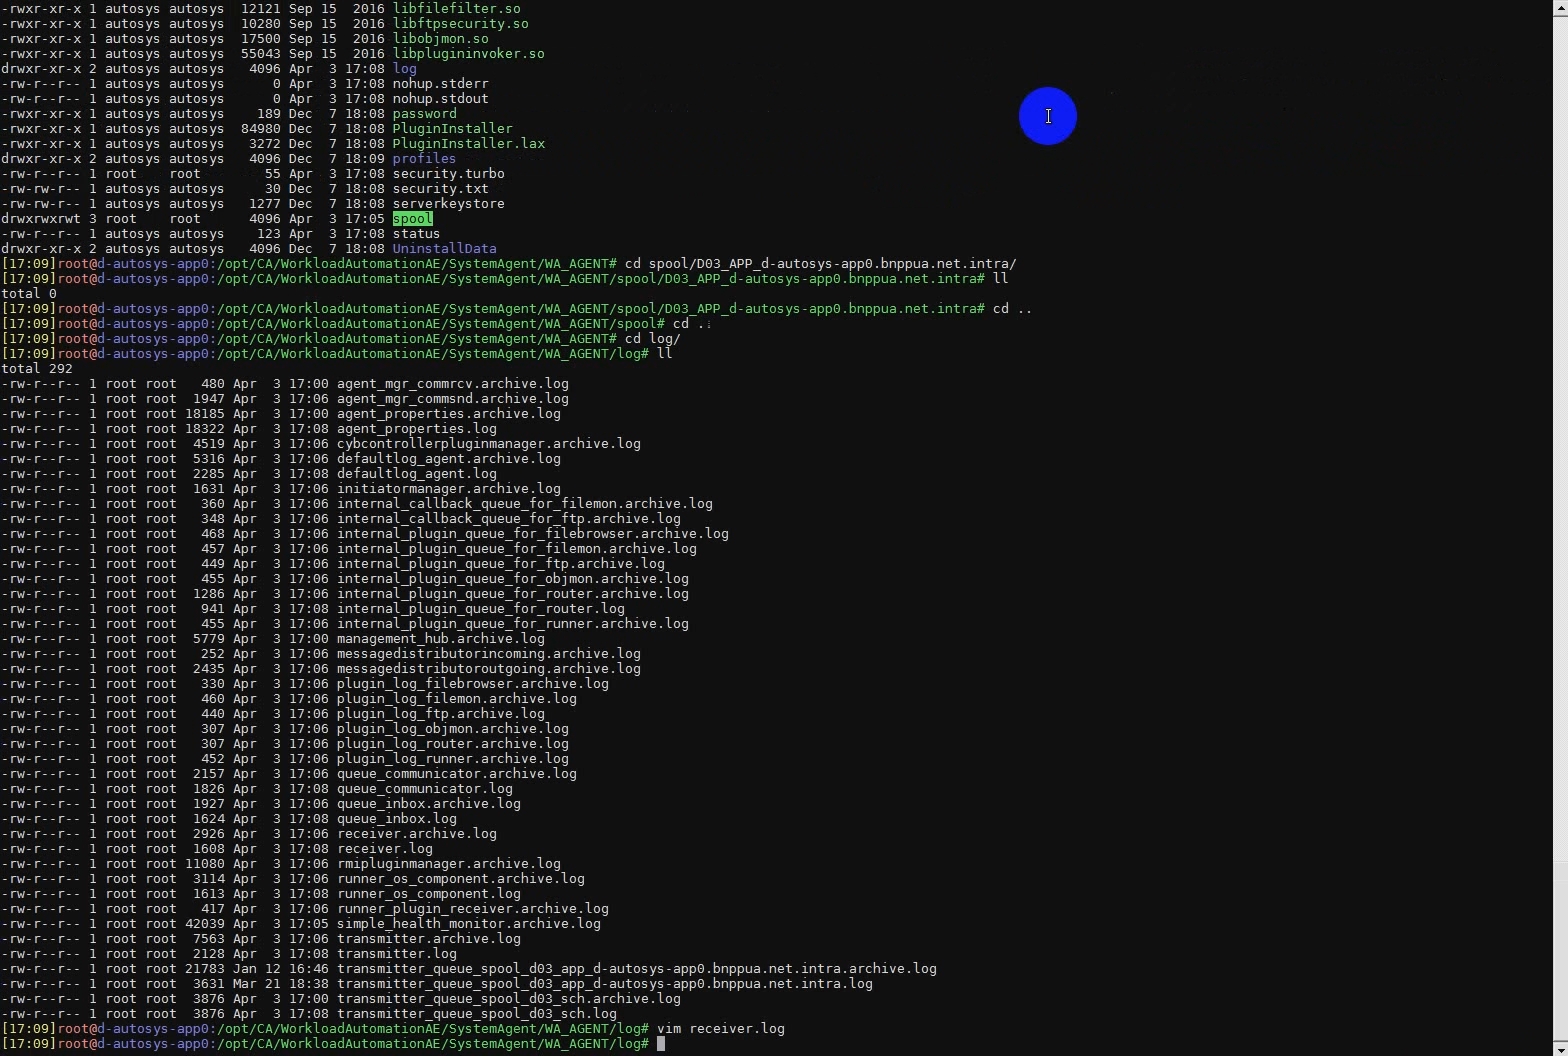 -rwxr-xr-x 1 autosys autosys  12121 Sep 15  2016 libfilefilter.so
-rwxr-xr-x 1 autosys autosys  10280 Sep 15  2016 libftpsecurity.so
-rwxr-xr-x 1 autosys autosys  17500 Sep 15  2016 libobjmon.so
-rwxr-xr-x 1 autosys autosys  55043 Sep 15  2016 libplugininvoker.so
drwxr-xr-x 2 autosys autosys   4096 Apr  3 17:08 log
-rw-r--r-- 1 autosys autosys      0 Apr  3 17:08 nohup.stderr
-rw-r--r-- 1 autosys autosys      0 Apr  3 17:08 nohup.stdout
-rwxr-xr-x 1 autosys autosys    189 Dec  7 18:08 password
-rwxr-xr-x 1 autosys autosys  84980 Dec  7 18:08 PluginInstaller
-rwxr-xr-x 1 autosys autosys   3272 Dec  7 18:08 PluginInstaller.lax
drwxr-xr-x 2 autosys autosys   4096 Dec  7 18:09 profiles
-rw-r--r-- 1 root    root        55 Apr  3 17:08 security.turbo
-rw-rw-r-- 1 autosys autosys     30 Dec  7 18:08 security.txt
-rw-rw-r-- 1 autosys autosys   1277 Dec  7 18:08 serverkeystore
drwxrwxrwt 3 root    root      4096 Apr  3 17:05 spool
-rw-r--r-- 1 autosys autosys    123 Apr  3 17:08 status
drwxr-xr-x 2 autosys autosys   4096 Dec  7 18:08 UninstallData
[17:09]root@d-autosys-app0:/opt/CA/WorkloadAutomationAE/SystemAgent/WA_AGENT# cd spool/D03_APP_d-autosys-app0.bnppua.net.intra/
[17:09]root@d-autosys-app0:/opt/CA/WorkloadAutomationAE/SystemAgent/WA_AGENT/spool/D03_APP_d-autosys-app0.bnppua.net.intra# ll
total 0
[17:09]root@d-autosys-app0:/opt/CA/WorkloadAutomationAE/SystemAgent/WA_AGENT/spool/D03_APP_d-autosys-app0.bnppua.net.intra# cd ..
[17:09]root@d-autosys-app0:/opt/CA/WorkloadAutomationAE/SystemAgent/WA_AGENT/spool# cd ..
[17:09]root@d-autosys-app0:/opt/CA/WorkloadAutomationAE/SystemAgent/WA_AGENT# cd log/
[17:09]root@d-autosys-app0:/opt/CA/WorkloadAutomationAE/SystemAgent/WA_AGENT/log# ll
total 292
-rw-r--r-- 1 root root   480 Apr  3 17:00 agent_mgr_commrcv.archive.log
-rw-r--r-- 1 root root  1947 Apr  3 17:06 agent_mgr_commsnd.archive.log
-rw-r--r-- 1 root root 18185 Apr  3 17:00 agent_properties.archive.log
-rw-r--r-- 1 root root 18322 Apr  3 17:08 agent_properties.log
-rw-r--r-- 1 root root  4519 Apr  3 17:06 cybcontrollerpluginmanager.archive.log
-rw-r--r-- 1 root root  5316 Apr  3 17:06 defaultlog_agent.archive.log
-rw-r--r-- 1 root root  2285 Apr  3 17:08 defaultlog_agent.log
-rw-r--r-- 1 root root  1631 Apr  3 17:06 initiatormanager.archive.log
-rw-r--r-- 1 root root   360 Apr  3 17:06 internal_callback_queue_for_filemon.archive.log
-rw-r--r-- 1 root root   348 Apr  3 17:06 internal_callback_queue_for_ftp.archive.log
-rw-r--r-- 1 root root   468 Apr  3 17:06 internal_plugin_queue_for_filebrowser.archive.log
-rw-r--r-- 1 root root   457 Apr  3 17:06 internal_plugin_queue_for_filemon.archive.log
-rw-r--r-- 1 root root   449 Apr  3 17:06 internal_plugin_queue_for_ftp.archive.log
-rw-r--r-- 1 root root   455 Apr  3 17:06 internal_plugin_queue_for_objmon.archive.log
-rw-r--r-- 1 root root  1286 Apr  3 17:06 internal_plugin_queue_for_router.archive.log
-rw-r--r-- 1 root root   941 Apr  3 17:08 internal_plugin_queue_for_router.log
-rw-r--r-- 1 root root   455 Apr  3 17:06 internal_plugin_queue_for_runner.archive.log
-rw-r--r-- 1 root root  5779 Apr  3 17:00 management_hub.archive.log
-rw-r--r-- 1 root root   252 Apr  3 17:06 messagedistributorincoming.archive.log
-rw-r--r-- 1 root root  2435 Apr  3 17:06 messagedistributoroutgoing.archive.log
-rw-r--r-- 1 root root   330 Apr  3 17:06 plugin_log_filebrowser.archive.log
-rw-r--r-- 1 root root   460 Apr  3 17:06 plugin_log_filemon.archive.log
-rw-r--r-- 1 root root   440 Apr  3 17:06 plugin_log_ftp.archive.log
-rw-r--r-- 1 root root   307 Apr  3 17:06 plugin_log_objmon.archive.log
-rw-r--r-- 1 root root   307 Apr  3 17:06 plugin_log_router.archive.log
-rw-r--r-- 1 root root   452 Apr  3 17:06 plugin_log_runner.archive.log
-rw-r--r-- 1 root root  2157 Apr  3 17:06 queue_communicator.archive.log
-rw-r--r-- 1 root root  1826 Apr  3 17:08 queue_communicator.log
-rw-r--r-- 1 root root  1927 Apr  3 17:06 queue_inbox.archive.log
-rw-r--r-- 1 root root  1624 Apr  3 17:08 queue_inbox.log
-rw-r--r-- 1 root root  2926 Apr  3 17:06 receiver.archive.log
-rw-r--r-- 1 root root  1608 Apr  3 17:08 receiver.log
-rw-r--r-- 1 root root 11080 Apr  3 17:06 rmipluginmanager.archive.log
-rw-r--r-- 1 root root  3114 Apr  3 17:06 runner_os_component.archive.log
-rw-r--r-- 1 root root  1613 Apr  3 17:08 runner_os_component.log
-rw-r--r-- 1 root root   417 Apr  3 17:06 runner_plugin_receiver.archive.log
-rw-r--r-- 1 root root 42039 Apr  3 17:05 simple_health_monitor.archive.log
-rw-r--r-- 1 root root  7563 Apr  3 17:06 transmitter.archive.log
-rw-r--r-- 1 root root  2128 Apr  3 17:08 transmitter.log
-rw-r--r-- 1 root root 21783 Jan 12 16:46 transmitter_queue_spool_d03_app_d-autosys-app0.bnppua.net.intra.archive.log
-rw-r--r-- 1 root root  3631 Mar 21 18:38 transmitter_queue_spool_d03_app_d-autosys-app0.bnppua.net.intra.log
-rw-r--r-- 1 root root  3876 Apr  3 17:00 transmitter_queue_spool_d03_sch.archive.log
-rw-r--r-- 1 root root  3876 Apr  3 17:08 transmitter_queue_spool_d03_sch.log
[17:09]root@d-autosys-app0:/opt/CA/WorkloadAutomationAE/SystemAgent/WA_AGENT/log# vim receiver.log
[17:09]root@d-autosys-app0:/opt/CA/WorkloadAutomationAE/SystemAgent/WA_AGENT/log#